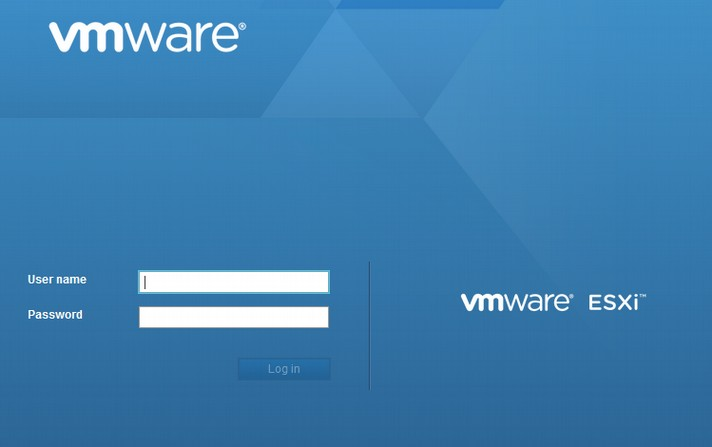 vmware®
User name
Password
Log in
vmware® ESXi™